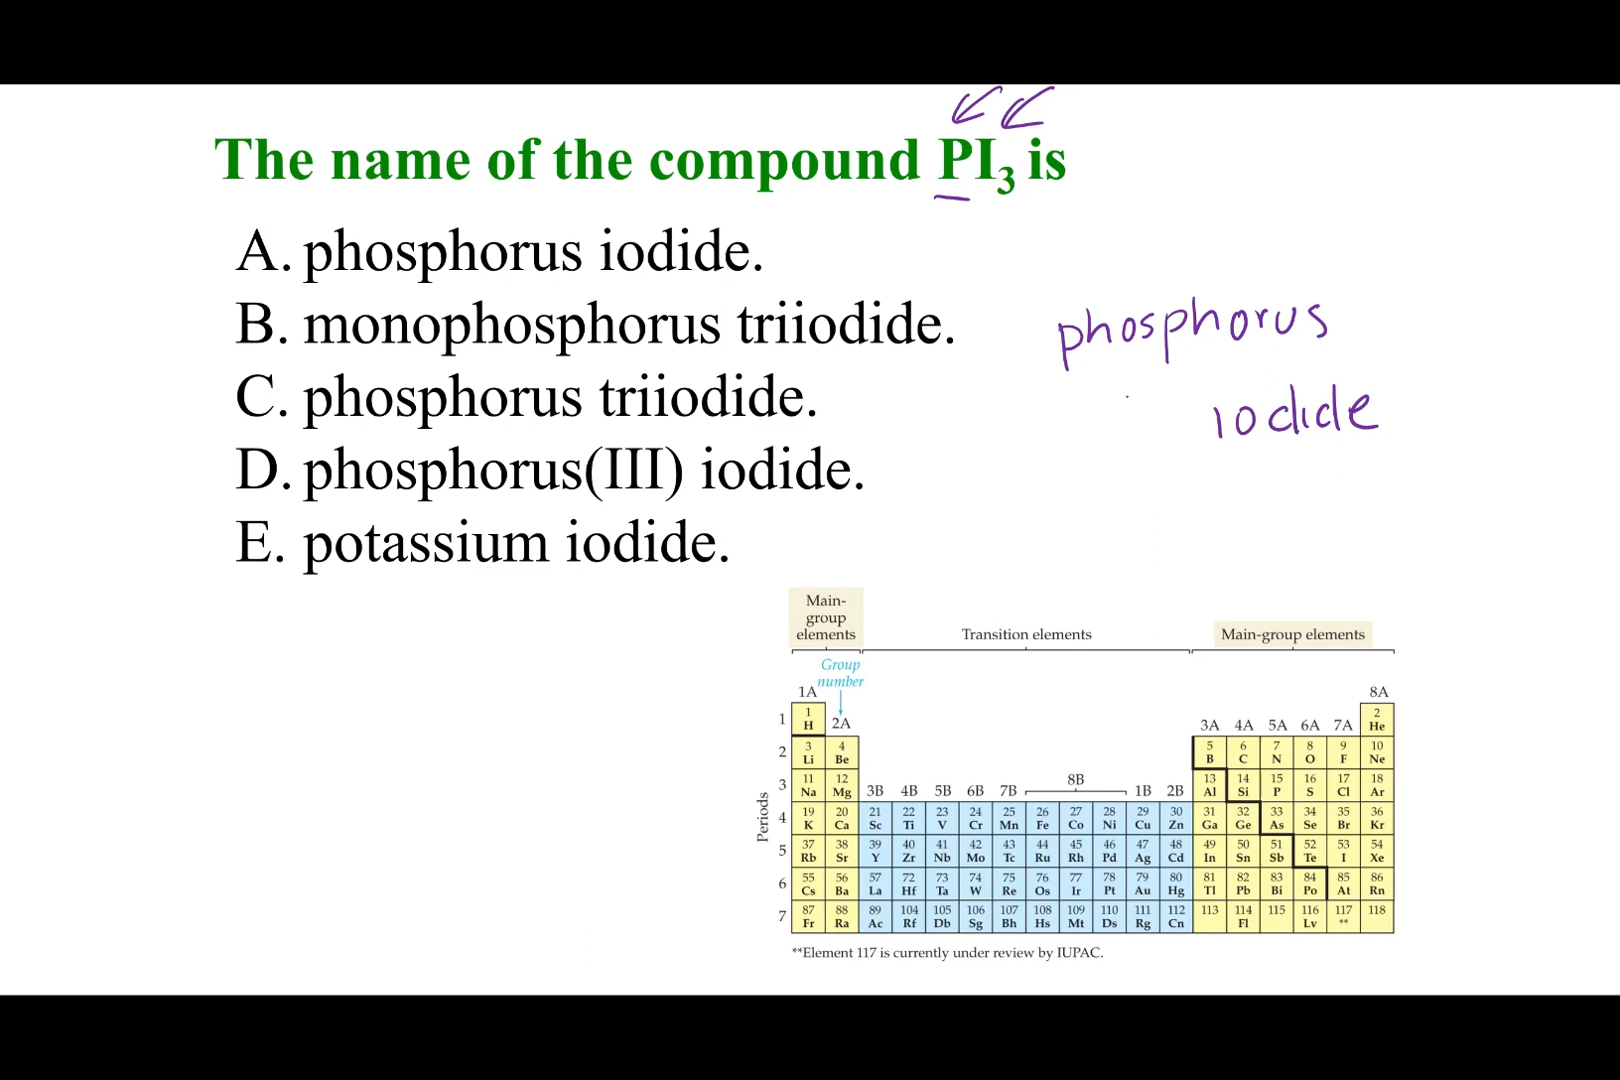 The name of the compound PI₃ is
A. phosphorus iodide.
B. monophosphorus triiodide.
C. phosphorus triiodide.
D. phosphorus(III) iodide.
E. potassium iodide.
phosphorus
iodide
Main-
group
elements
Transition elements
Main-group elements
Group
number
1A
8A
1
1
H
2A
3A 4A 5A 6A 7A
2
He
2
3
Li
4
Be
5
B
6
C
7
N
8
O
9
F
10
Ne
3
11
Na
12
Mg
3B 4B 5B 6B 7B
8B
1B 2B
13
Al
14
Si
15
P
16
S
17
Cl
18
Ar
Periods
4
19 20 21 22 23 24 25 26 27 28 29 30 31 32 33 34 35 36
K Ca Sc Ti V Cr Mn Fe Co Ni Cu Zn Ga Ge As Se Br Kr
5
37 38 39 40 41 42 43 44 45 46 47 48 49 50 51 52 53 54
Rb Sr Y Zr Nb Mo Tc Ru Rh Pd Ag Cd In Sn Sb Te I Xe
6
55 56 57 72 73 74 75 76 77 78 79 80 81 82 83 84 85 86
Cs Ba La Hf Ta W Re Os Ir Pt Au Hg Tl Pb Bi Po At Rn
7
87 88 89 104 105 106 107 108 109 110 111 112 113 114 115 116 117 118
Fr Ra Ac Rf Db Sg Bh Hs Mt Ds Rg Cn Fl Lv **
**Element 117 is currently under review by IUPAC.